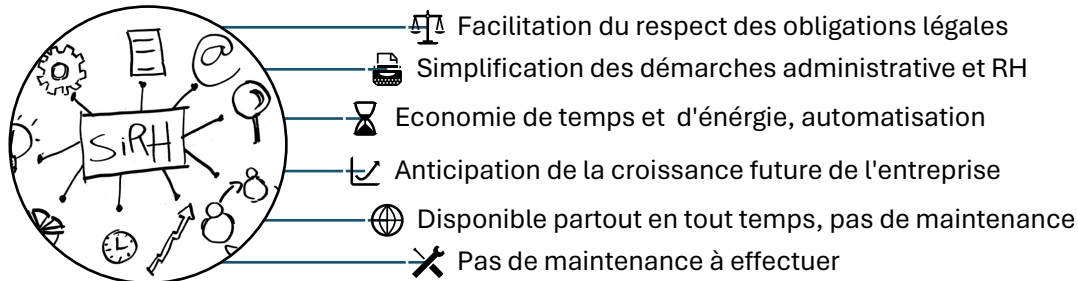 Facilitation du respect des obligations légales
Simplification des démarches administrative et RH
Economie de temps et d'énérgie, automatisation
Anticipation de la croissance future de l'entreprise
Disponible partout en tout temps, pas de maintenance
Pas de maintenance à effectuer
@
SiRH